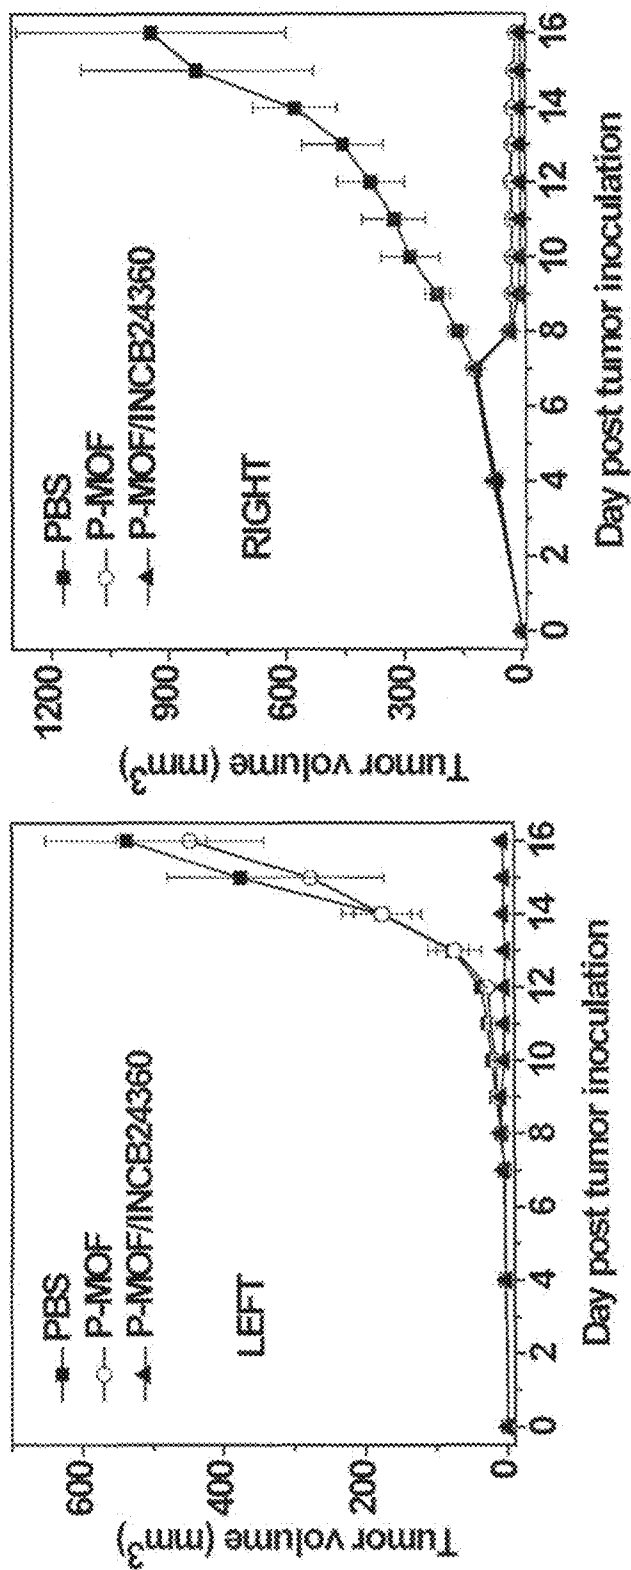 PBS
P-MOF
P-MOF/INCB24360
LEFT
600
400
200
0
Tumor volume (mm3)
0 2 4 6 8 10 12 14 16
Day post tumor inoculation
PBS
P-MOF
P-MOF/INCB24360
RIGHT
1200
900
600
300
0
Tumor volume (mm3)
0 2 4 6 8 10 12 14 16
Day post tumor inoculation